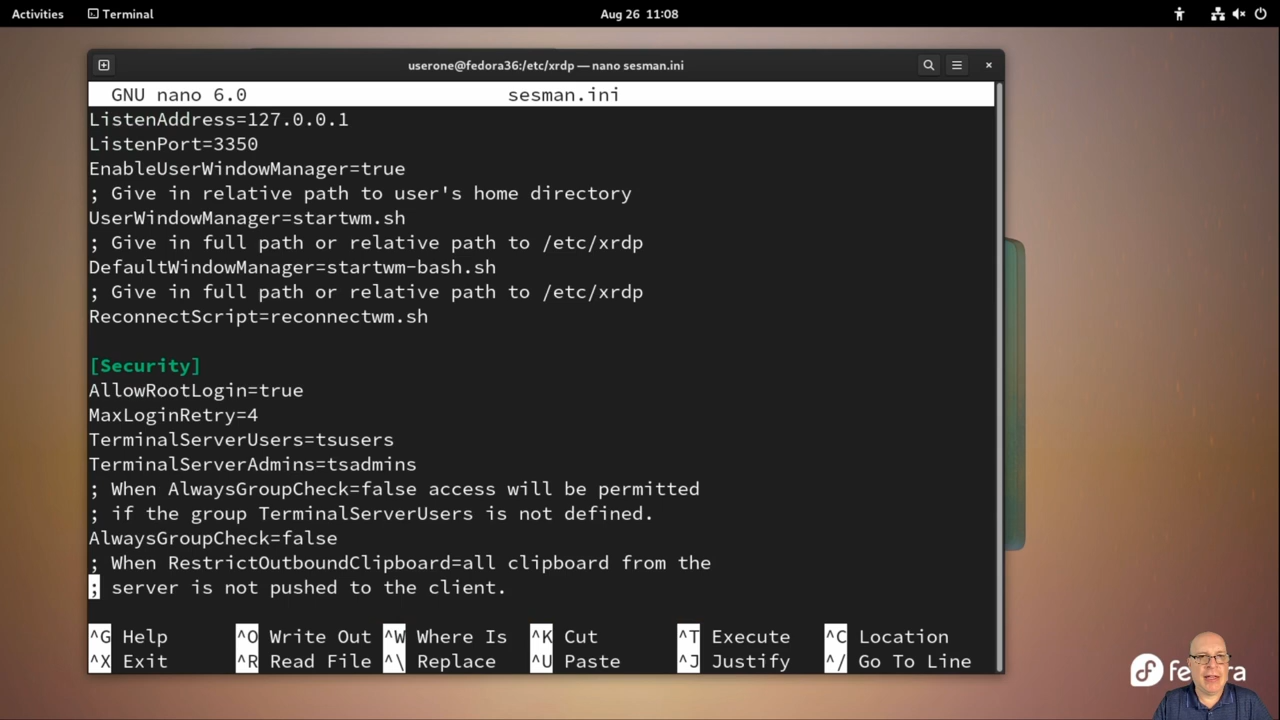 Activities
Terminal
Aug 26 11:08
userone@fedora36:/etc/xrdp — nano sesman.ini
GNU nano 6.0 sesman.ini
ListenAddress=127.0.0.1
ListenPort=3350
EnableUserWindowManager=true
; Give in relative path to user's home directory
UserWindowManager=startwm.sh
; Give in full path or relative path to /etc/xrdp
DefaultWindowManager=startwm-bash.sh
; Give in full path or relative path to /etc/xrdp
ReconnectScript=reconnectwm.sh
[Security]
AllowRootLogin=true
MaxLoginRetry=4
TerminalServerUsers=tsusers
TerminalServerAdmins=tsadmins
; When AlwaysGroupCheck=false access will be permitted
; if the group TerminalServerUsers is not defined.
AlwaysGroupCheck=false
; When RestrictOutboundClipboard=all clipboard from the
; server is not pushed to the client.
^G Help ^O Write Out ^W Where Is ^K Cut ^T Execute ^C Location
^X Exit ^R Read File ^\ Replace ^U Paste ^J Justify ^/ Go To Line